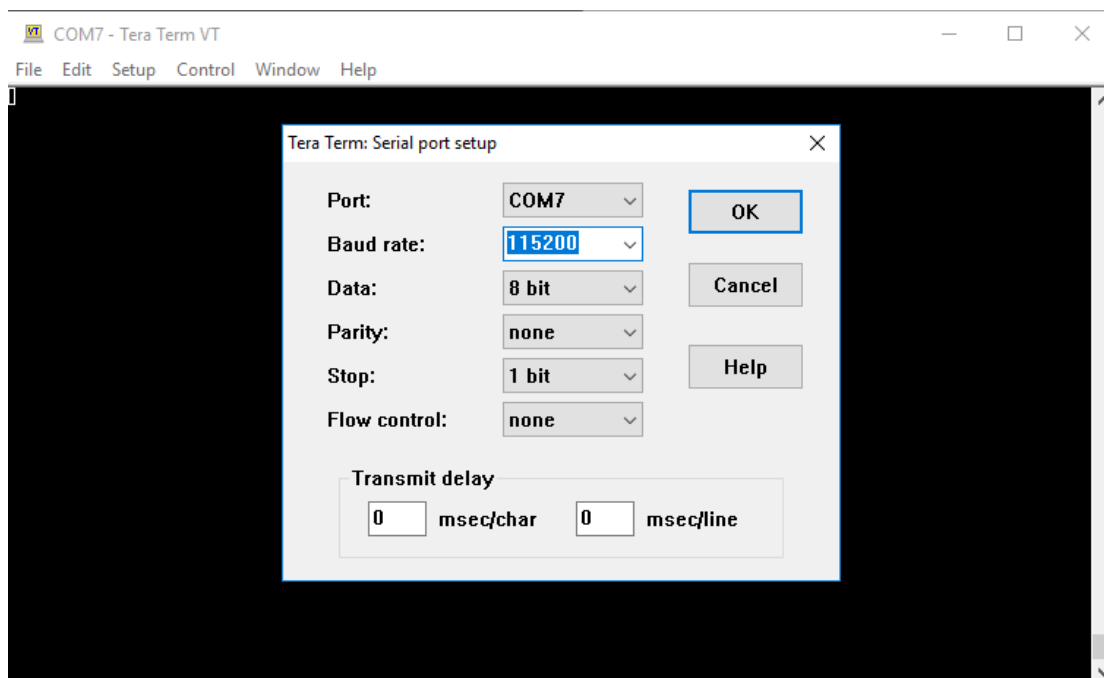 VT
COM7 - Tera Term VT
File Edit Setup Control Window Help
Tera Term: Serial port setup
Port: COM7
OK
Baud rate: 115200
Data: 8 bit
Cancel
Parity: none
Stop: 1 bit
Help
Flow control: none
Transmit delay
0 msec/char 0 msec/line